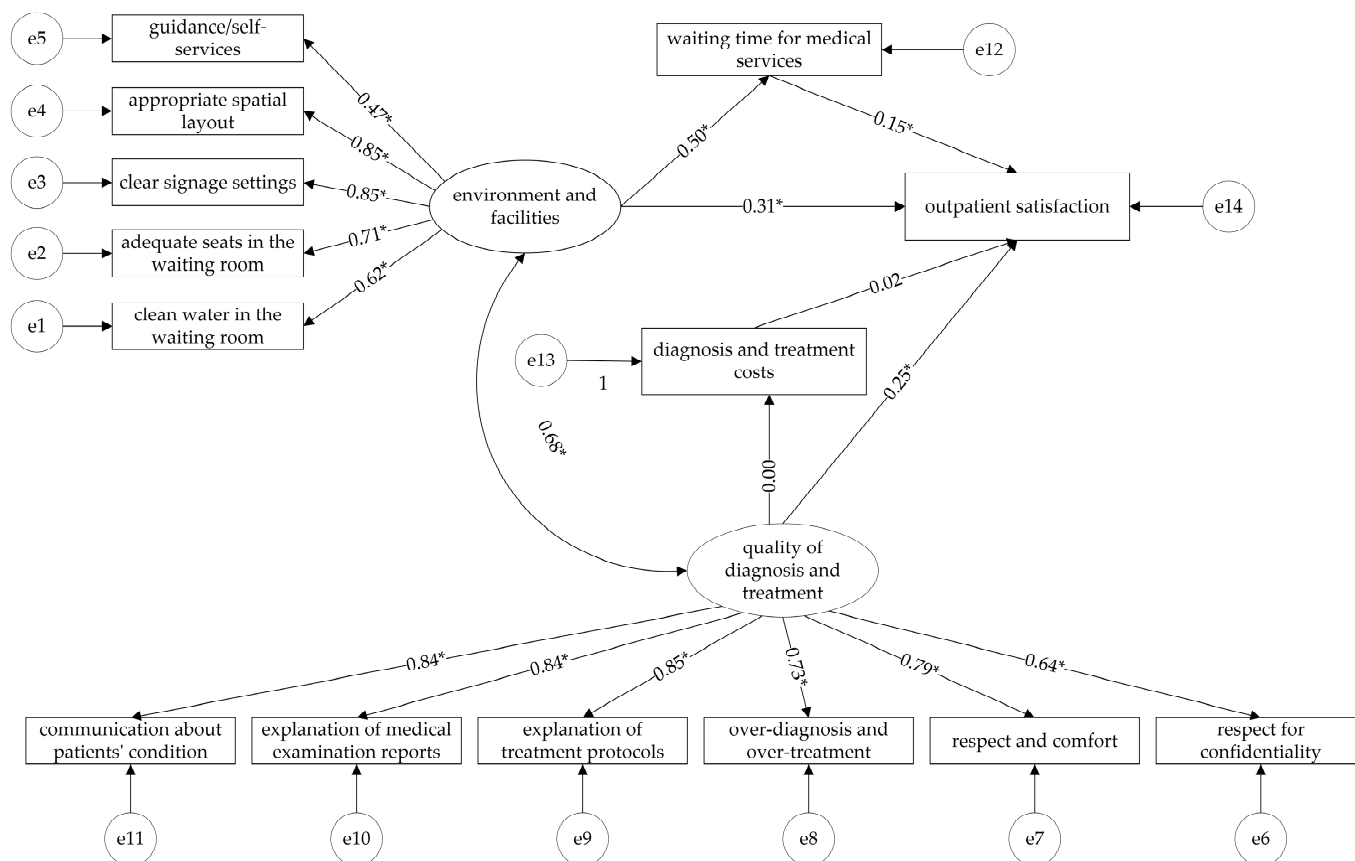 e5
guidance/self-
services
0.47*
e4
appropriate spatial
layout
0.85*
e3
clear signage settings
0.85*
e2
adequate seats in the
waiting room
0.71*
e1
clean water in the
waiting room
0.62*
environment and
facilities
waiting time for medical
services
e12
0.50*
0.15*
0.31*
outpatient satisfaction
e14
0.02
e13
1
diagnosis and treatment
costs
0.25*
0.68*
0.00
quality of
diagnosis and
treatment
0.84*
0.84*
0.85*
0.73*
0.79*
0.64*
communication about
patients' condition
explanation of medical
examination reports
explanation of
treatment protocols
over-diagnosis and
over-treatment
respect and comfort
respect for
confidentiality
e11
e10
e9
e8
e7
e6